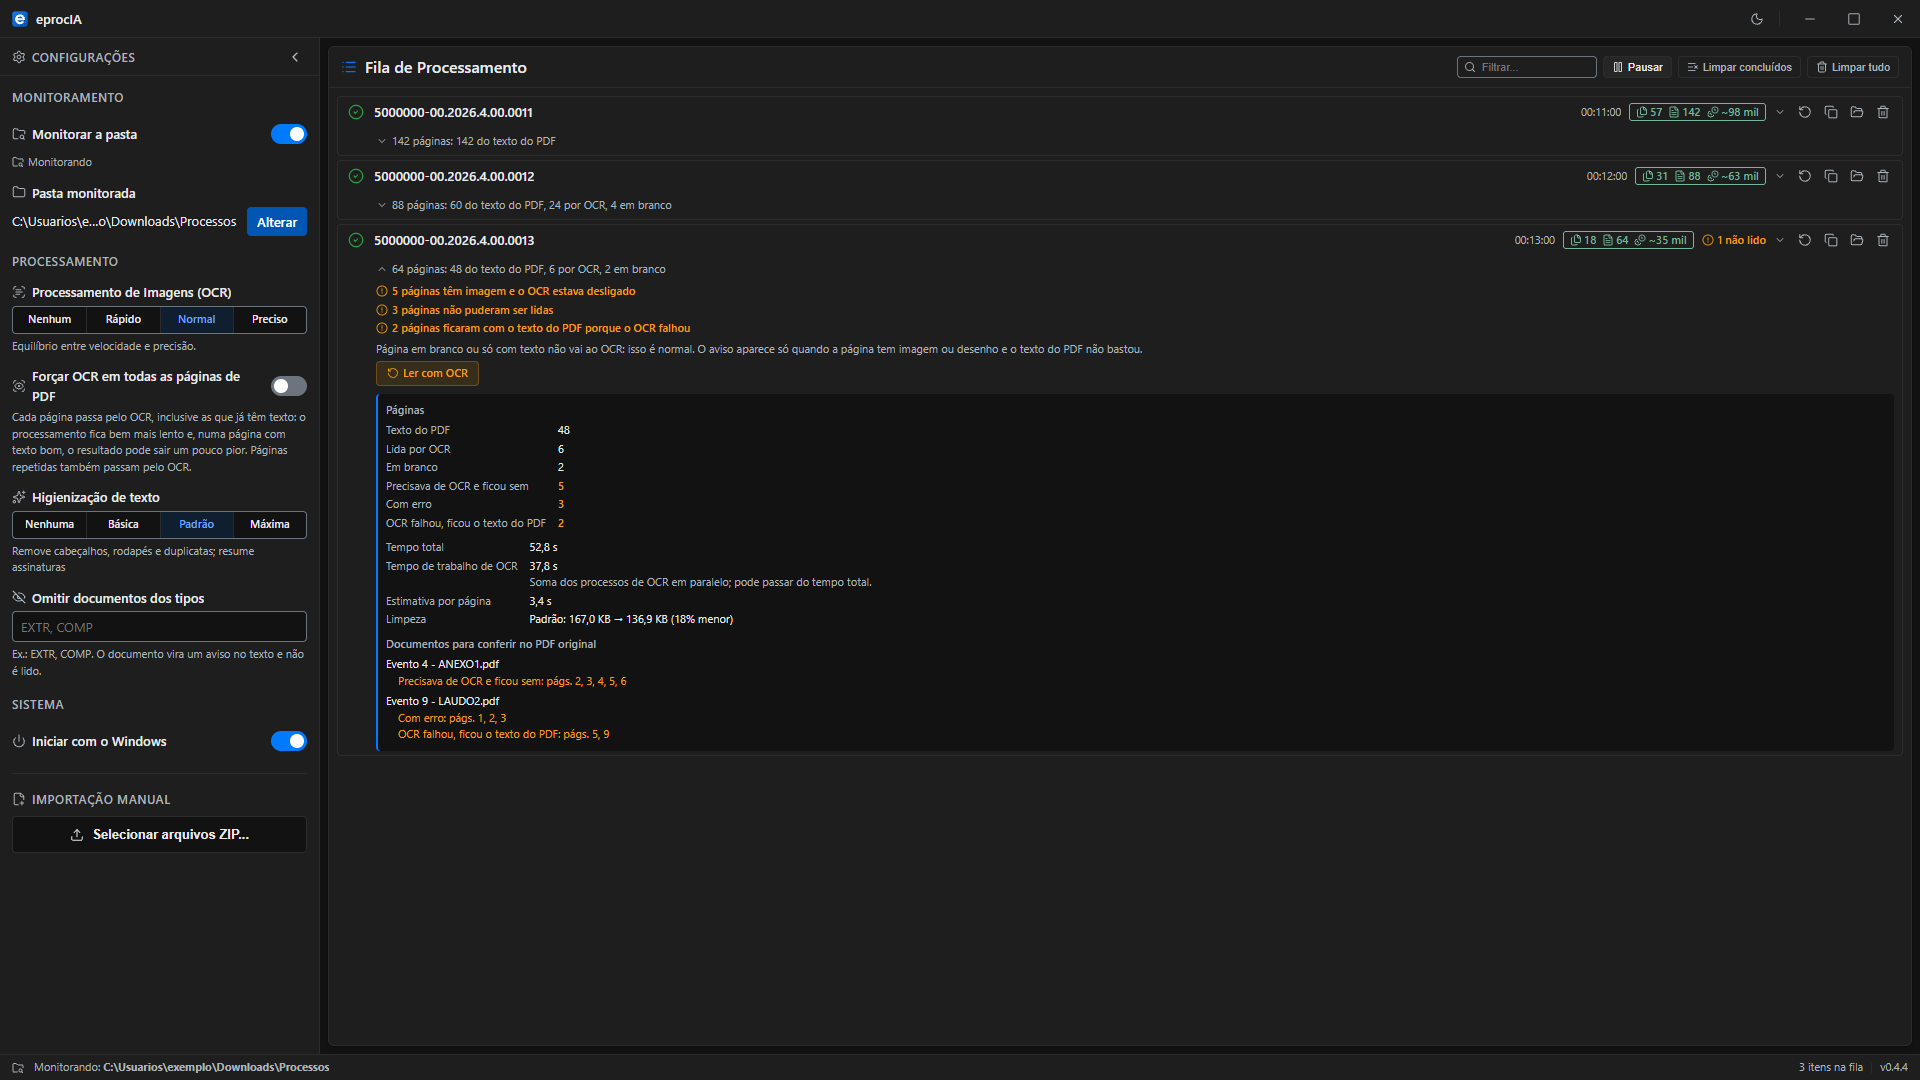 eprocIA
CONFIGURAÇÕES
MONITORAMENTO
Monitorar a pasta
Monitorando
Pasta monitorada
C:\Usuarios\e...o\Downloads\Processos
Alterar
PROCESSAMENTO
Processamento de Imagens (OCR)
Nenhum Rápido Normal Preciso
Equilíbrio entre velocidade e precisão.
Forçar OCR em todas as páginas de
PDF
Cada página passa pelo OCR, inclusive as que já têm texto: o
processamento fica bem mais lento e, numa página com
texto bom, o resultado pode sair um pouco pior. Páginas
repetidas também passam pelo OCR.
Higienização de texto
Nenhuma Básica Padrão Máxima
Remove cabeçalhos, rodapés e duplicatas; resume
assinaturas
Omitir documentos dos tipos
EXTR, COMP
Ex.: EXTR, COMP. O documento vira um aviso no texto e não
é lido.
SISTEMA
Iniciar com o Windows
IMPORTAÇÃO MANUAL
Selecionar arquivos ZIP...
Fila de Processamento
Filtrar...
Pausar
Limpar concluídos
Limpar tudo
5000000-00.2026.4.00.0011
00:11:00 57 142 ~98 mil
142 páginas: 142 do texto do PDF
5000000-00.2026.4.00.0012
00:12:00 31 88 ~63 mil
88 páginas: 60 do texto do PDF, 24 por OCR, 4 em branco
5000000-00.2026.4.00.0013
00:13:00 18 64 ~35 mil 1 não lido
64 páginas: 48 do texto do PDF, 6 por OCR, 2 em branco
5 páginas têm imagem e o OCR estava desligado
3 páginas não puderam ser lidas
2 páginas ficaram com o texto do PDF porque o OCR falhou
Página em branco ou só com texto não vai ao OCR: isso é normal. O aviso aparece só quando a página tem imagem ou desenho e o texto do PDF não bastou.
Ler com OCR
Páginas
Texto do PDF 48
Lida por OCR 6
Em branco 2
Precisava de OCR e ficou sem 5
Com erro 3
OCR falhou, ficou o texto do PDF 2
Tempo total 52,8 s
Tempo de trabalho de OCR 37,8 s
Soma dos processos de OCR em paralelo; pode passar do tempo total.
Estimativa por página 3,4 s
Limpeza Padrão: 167,0 KB → 136,9 KB (18% menor)
Documentos para conferir no PDF original
Evento 4 - ANEXO1.pdf
Precisava de OCR e ficou sem: págs. 2, 3, 4, 5, 6
Evento 9 - LAUDO2.pdf
Com erro: págs. 1, 2, 3
OCR falhou, ficou o texto do PDF: págs. 5, 9
Monitorando: C:\Usuarios\exemplo\Downloads\Processos
3 itens na fila v0.4.4